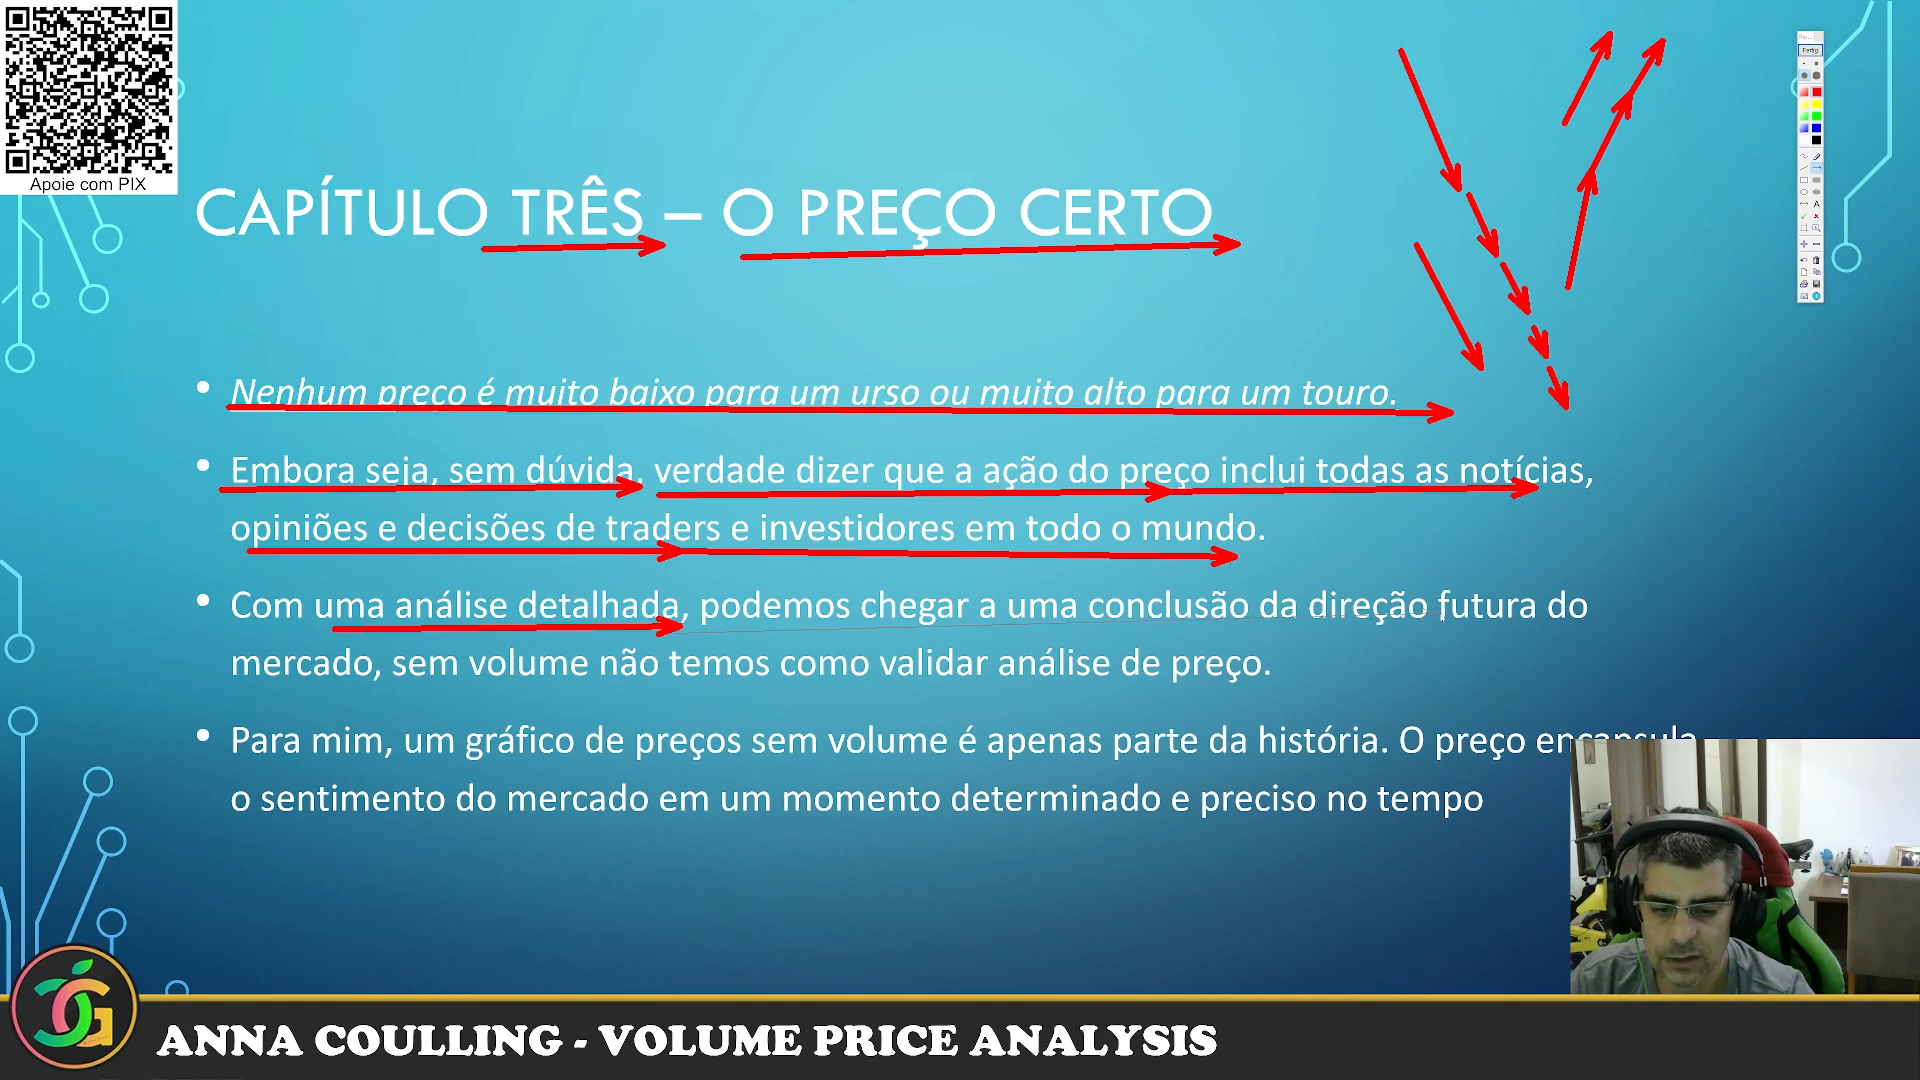 Apoie com PIX
Fertig
CAPÍTULO TRÊS – O PREÇO CERTO
• Nenhum preço é muito baixo para um urso ou muito alto para um touro.
• Embora seja, sem dúvida, verdade dizer que a ação do preço inclui todas as notícias,
opiniões e decisões de traders e investidores em todo o mundo.
• Com uma análise detalhada, podemos chegar a uma conclusão da direção futura do
mercado, sem volume não temos como validar análise de preço.
• Para mim, um gráfico de preços sem volume é apenas parte da história. O preço encapsula
o sentimento do mercado em um momento determinado e preciso no tempo
ANNA COULLING - VOLUME PRICE ANALYSIS